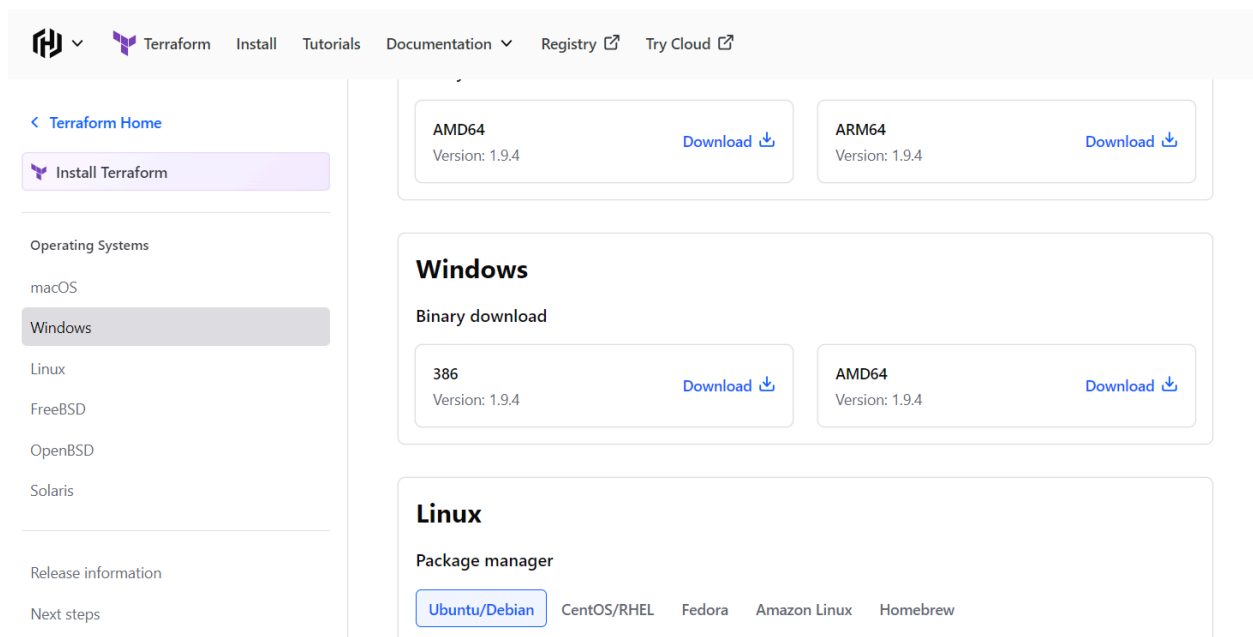 Terraform Install Tutorials Documentation Registry Try Cloud
Terraform Home
Install Terraform
Operating Systems
macOS
Windows
Linux
FreeBSD
OpenBSD
Solaris
Release information
Next steps
AMD64
Version: 1.9.4
Download
ARM64
Version: 1.9.4
Download
Windows
Binary download
386
Version: 1.9.4
Download
AMD64
Version: 1.9.4
Download
Linux
Package manager
Ubuntu/Debian CentOS/RHEL Fedora Amazon Linux Homebrew